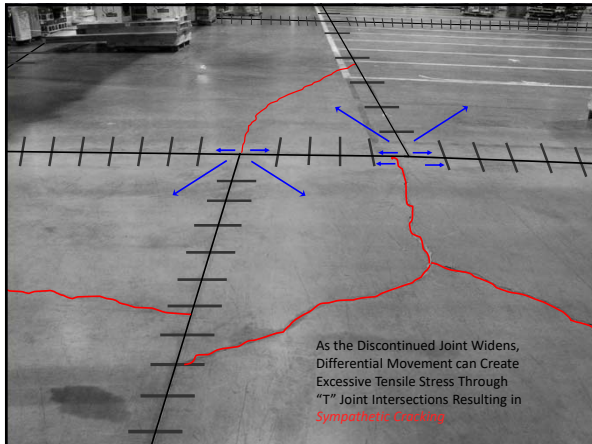 As the Discontinued Joint Widens,
Differential Movement can Create
Excessive Tensile Stress Through
“T” Joint Intersections Resulting in
Sympathetic Cracking